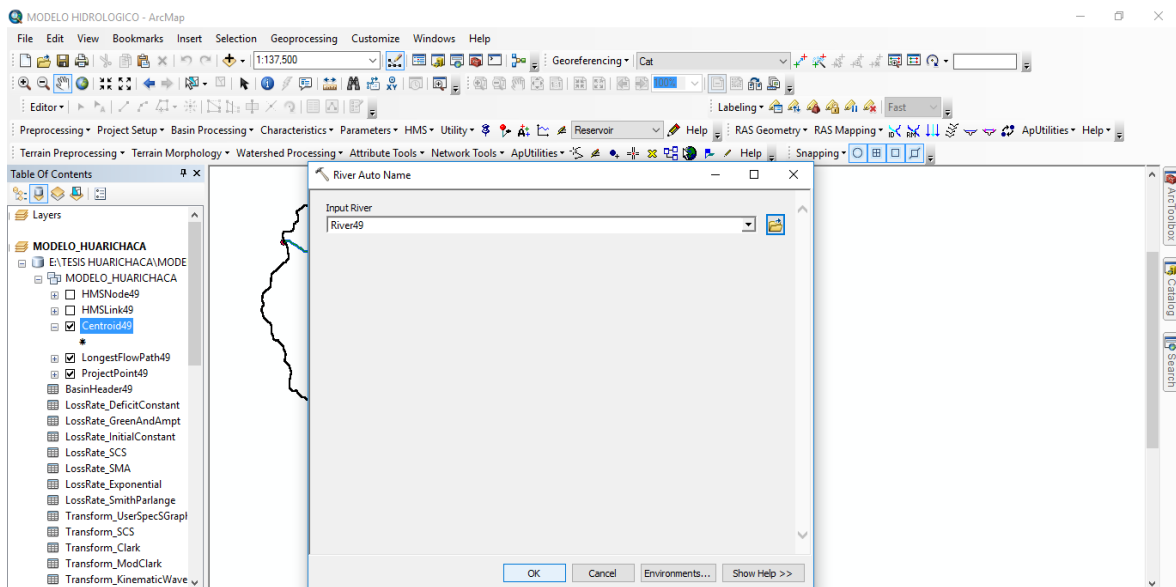 MODELO HIDROLOGICO - ArcMap
File Edit View Bookmarks Insert Selection Geoprocessing Customize Windows Help
1:137,500 Georeferencing Cat
100%
Editor Labeling Fast
Preprocessing Project Setup Basin Processing Characteristics Parameters HMS Utility Reservoir Help RAS Geometry RAS Mapping ApUtilities Help
Terrain Preprocessing Terrain Morphology Watershed Processing Attribute Tools Network Tools ApUtilities Help Snapping
Table Of Contents
River Auto Name
Input River
River49
Layers
MODELO_HUARICHACA
E:\TESIS HUARICHACA\MODE
MODELO_HUARICHACA
HMSNode49
HMSLink49
Centroid49
LongestFlowPath49
ProjectPoint49
BasinHeader49
LossRate_DeficitConstant
LossRate_GreenAndAmpt
LossRate_InitialConstant
LossRate_SCS
LossRate_SMA
LossRate_Exponential
LossRate_SmithParlange
Transform_UserSpecSGraph
Transform_SCS
Transform_Clark
Transform_ModClark
Transform_KinematicWave
OK Cancel Environments... Show Help >>
ArcToolbox
Catalog
Search